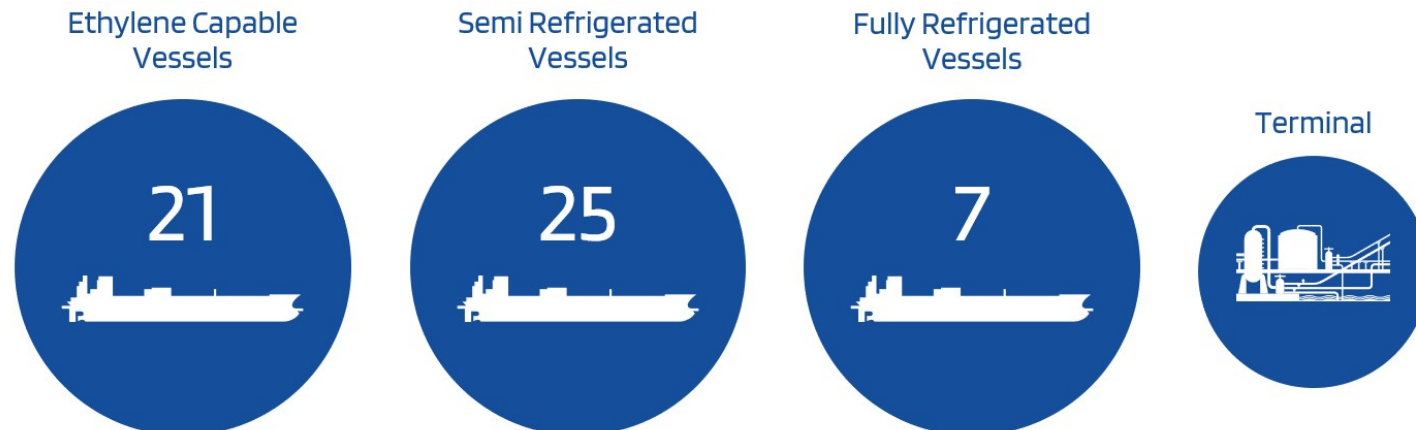 Ethylene Capable
Vessels
21
Semi Refrigerated
Vessels
25
Fully Refrigerated
Vessels
7
Terminal